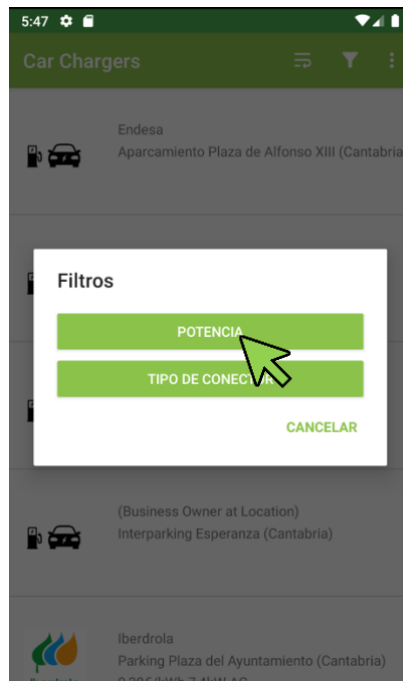 5:47
Car Chargers
Endesa
Aparcamiento Plaza de Alfonso XIII (Cantabria
Filtros
POTENCIA
TIPO DE CONECTOR
CANCELAR
(Business Owner at Location)
Interparking Esperanza (Cantabria)
Iberdrola
Parking Plaza del Ayuntamiento (Cantabria)